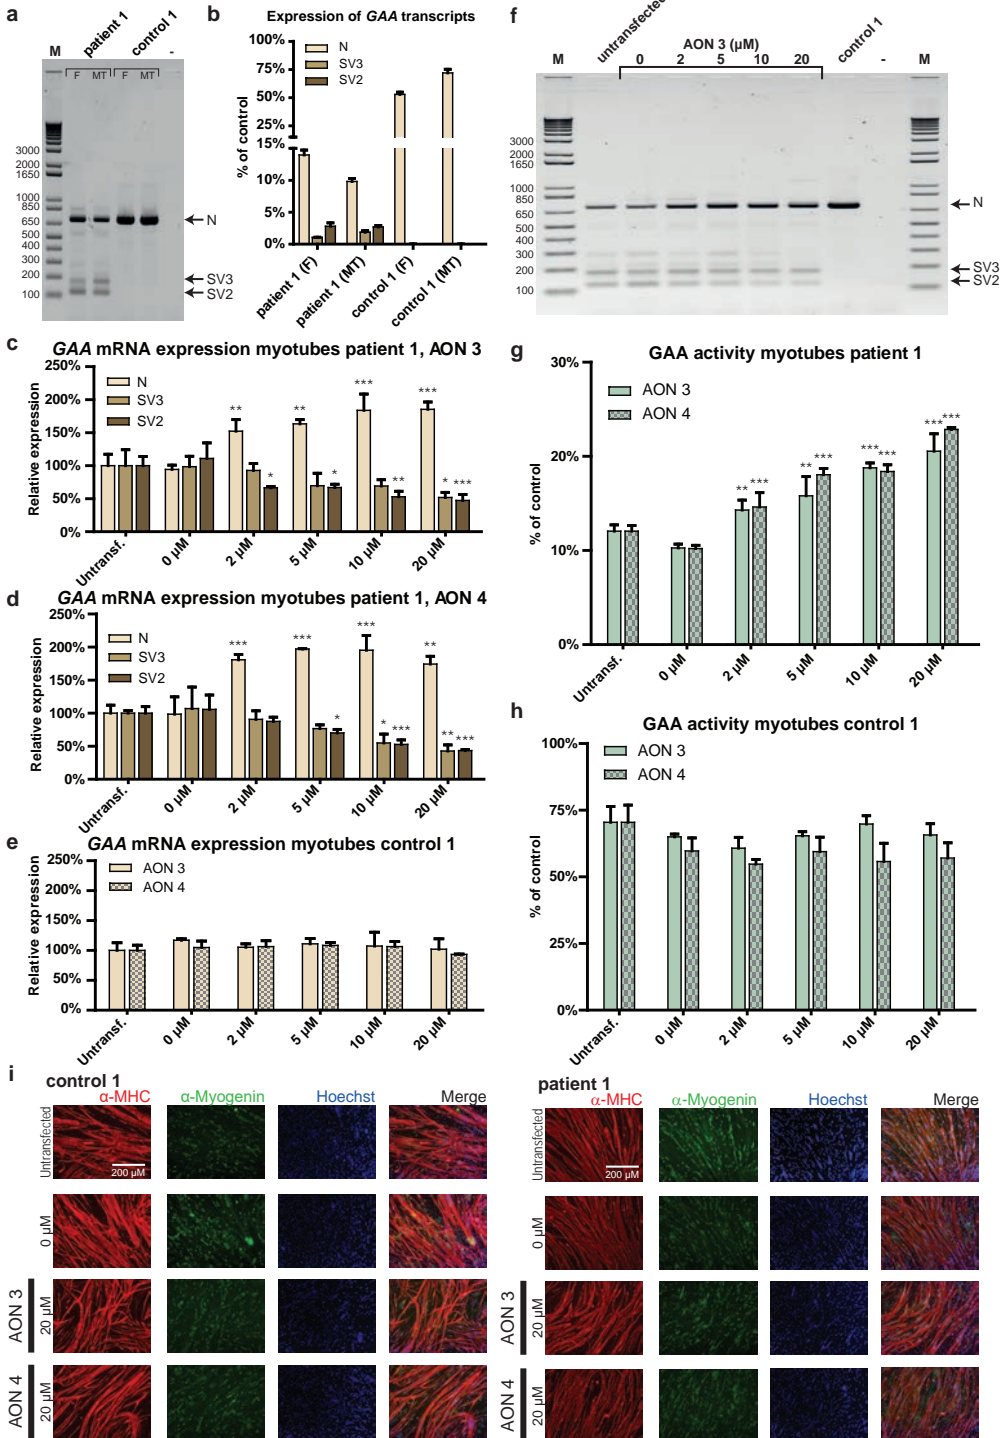 a
patient 1
control 1
-
M
F MT F MT
3000
2000
1650
1000
850
650
500
400
300
200
100
N
SV3
SV2
b
Expression of GAA transcripts
N
SV3
SV2
% of control
100%
75%
50%
25%
15%
10%
5%
0%
patient 1 (F)
patient 1 (MT)
control 1 (F)
control 1 (MT)
f
untransfected
AON 3 (µM)
control 1
-
M 0 2 5 10 20 M
3000
2000
1650
1000
850
650
500
400
300
200
100
N
SV3
SV2
c
GAA mRNA expression myotubes patient 1, AON 3
N
SV3
SV2
Relative expression
250%
200%
150%
100%
50%
0%
** ** *** ***
* * ** * ***
Untransf.
0 µM
2 µM
5 µM
10 µM
20 µM
d
GAA mRNA expression myotubes patient 1, AON 4
N
SV3
SV2
Relative expression
250%
200%
150%
100%
50%
0%
*** *** *** **
* * *** ** ***
Untransf.
0 µM
2 µM
5 µM
10 µM
20 µM
e
GAA mRNA expression myotubes control 1
AON 3
AON 4
Relative expression
250%
200%
150%
100%
50%
0%
Untransf.
0 µM
2 µM
5 µM
10 µM
20 µM
g
GAA activity myotubes patient 1
AON 3
AON 4
% of control
30%
20%
10%
0%
** *** ** *** *** *** *** ***
Untransf.
0 µM
2 µM
5 µM
10 µM
20 µM
h
GAA activity myotubes control 1
AON 3
AON 4
% of control
100%
75%
50%
25%
0%
Untransf.
0 µM
2 µM
5 µM
10 µM
20 µM
i
control 1
α-MHC α-Myogenin Hoechst Merge
Untransfected
200 µM
0 µM
AON 3
20 µM
AON 4
20 µM
patient 1
α-MHC α-Myogenin Hoechst Merge
Untransfected
200 µM
0 µM
AON 3
20 µM
AON 4
20 µM